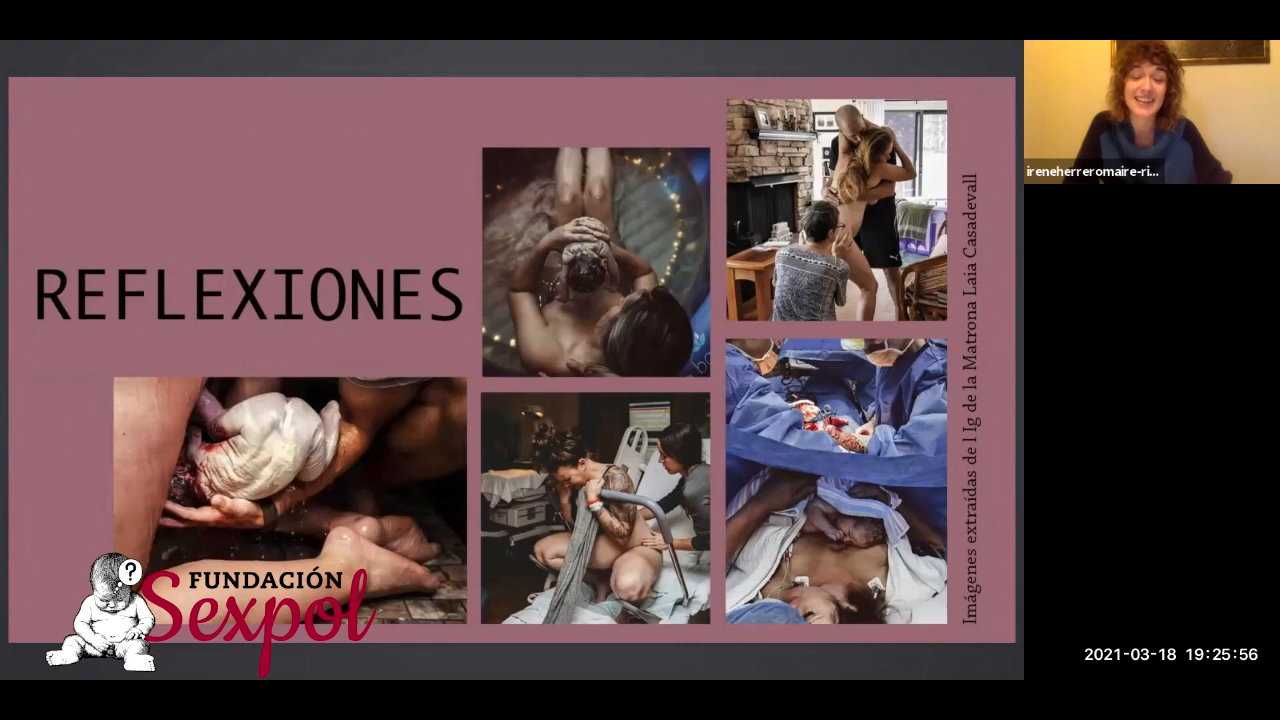 REFLEXIONES
Imágenes extraídas de l Ig de la Matrona Laia Casadevall
FUNDACIÓN
Sexpol
?
ireneherreromaire-ri...
2021-03-18 19:25:56